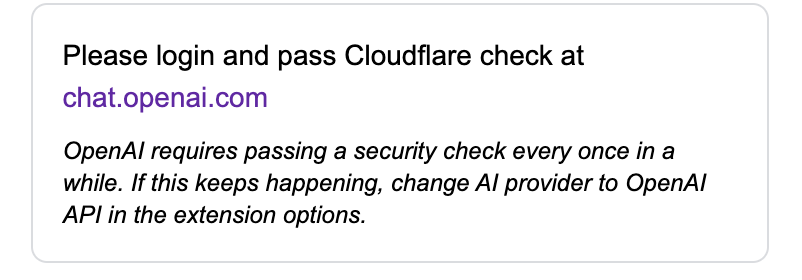 Please login and pass Cloudflare check at
chat.openai.com
OpenAI requires passing a security check every once in a
while. If this keeps happening, change AI provider to OpenAI
API in the extension options.